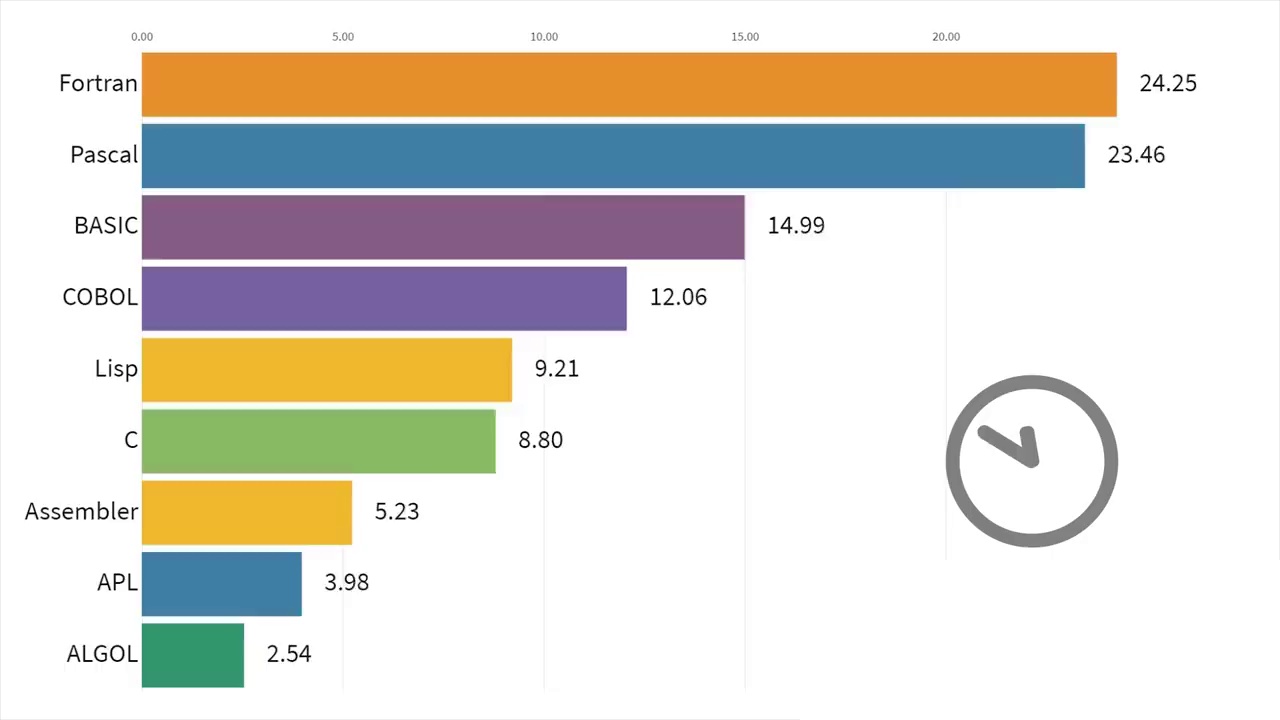 0.00 5.00 10.00 15.00 20.00
Fortran 24.25
Pascal 23.46
BASIC 14.99
COBOL 12.06
Lisp 9.21
C 8.80
Assembler 5.23
APL 3.98
ALGOL 2.54